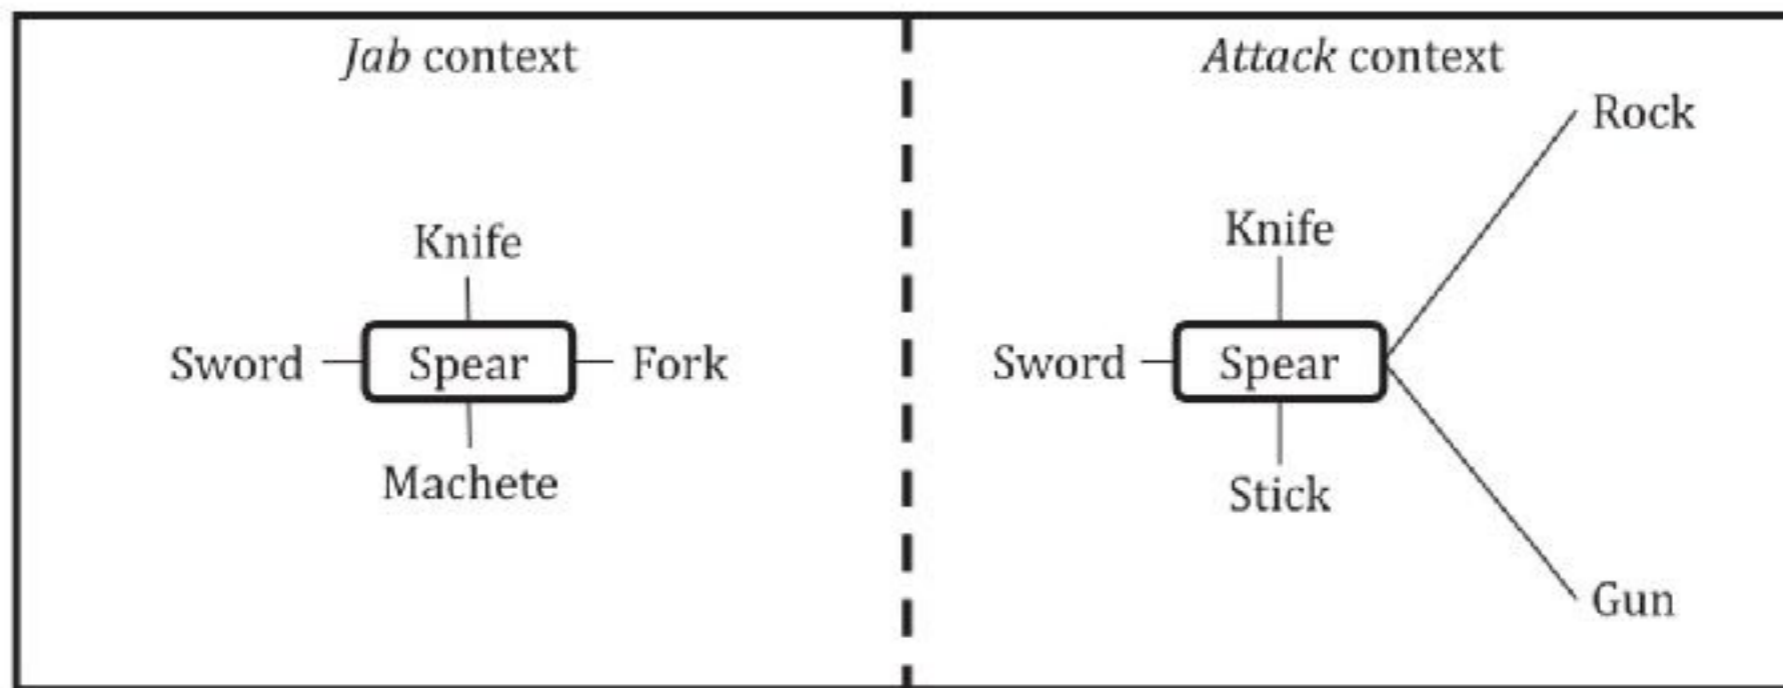 Jab context
Knife
Sword
Spear
Fork
Machete
Attack context
Rock
Knife
Sword
Spear
Stick
Gun